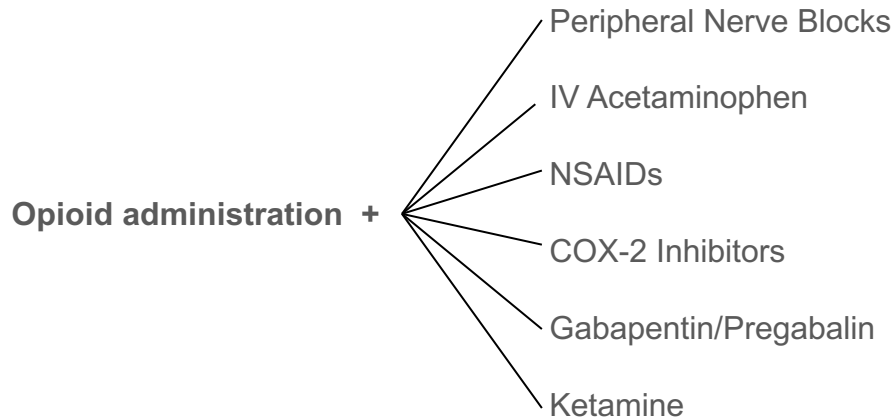 Peripheral Nerve Blocks
IV Acetaminophen
NSAIDs
Opioid administration +
COX-2 Inhibitors
Gabapentin/Pregabalin
Ketamine